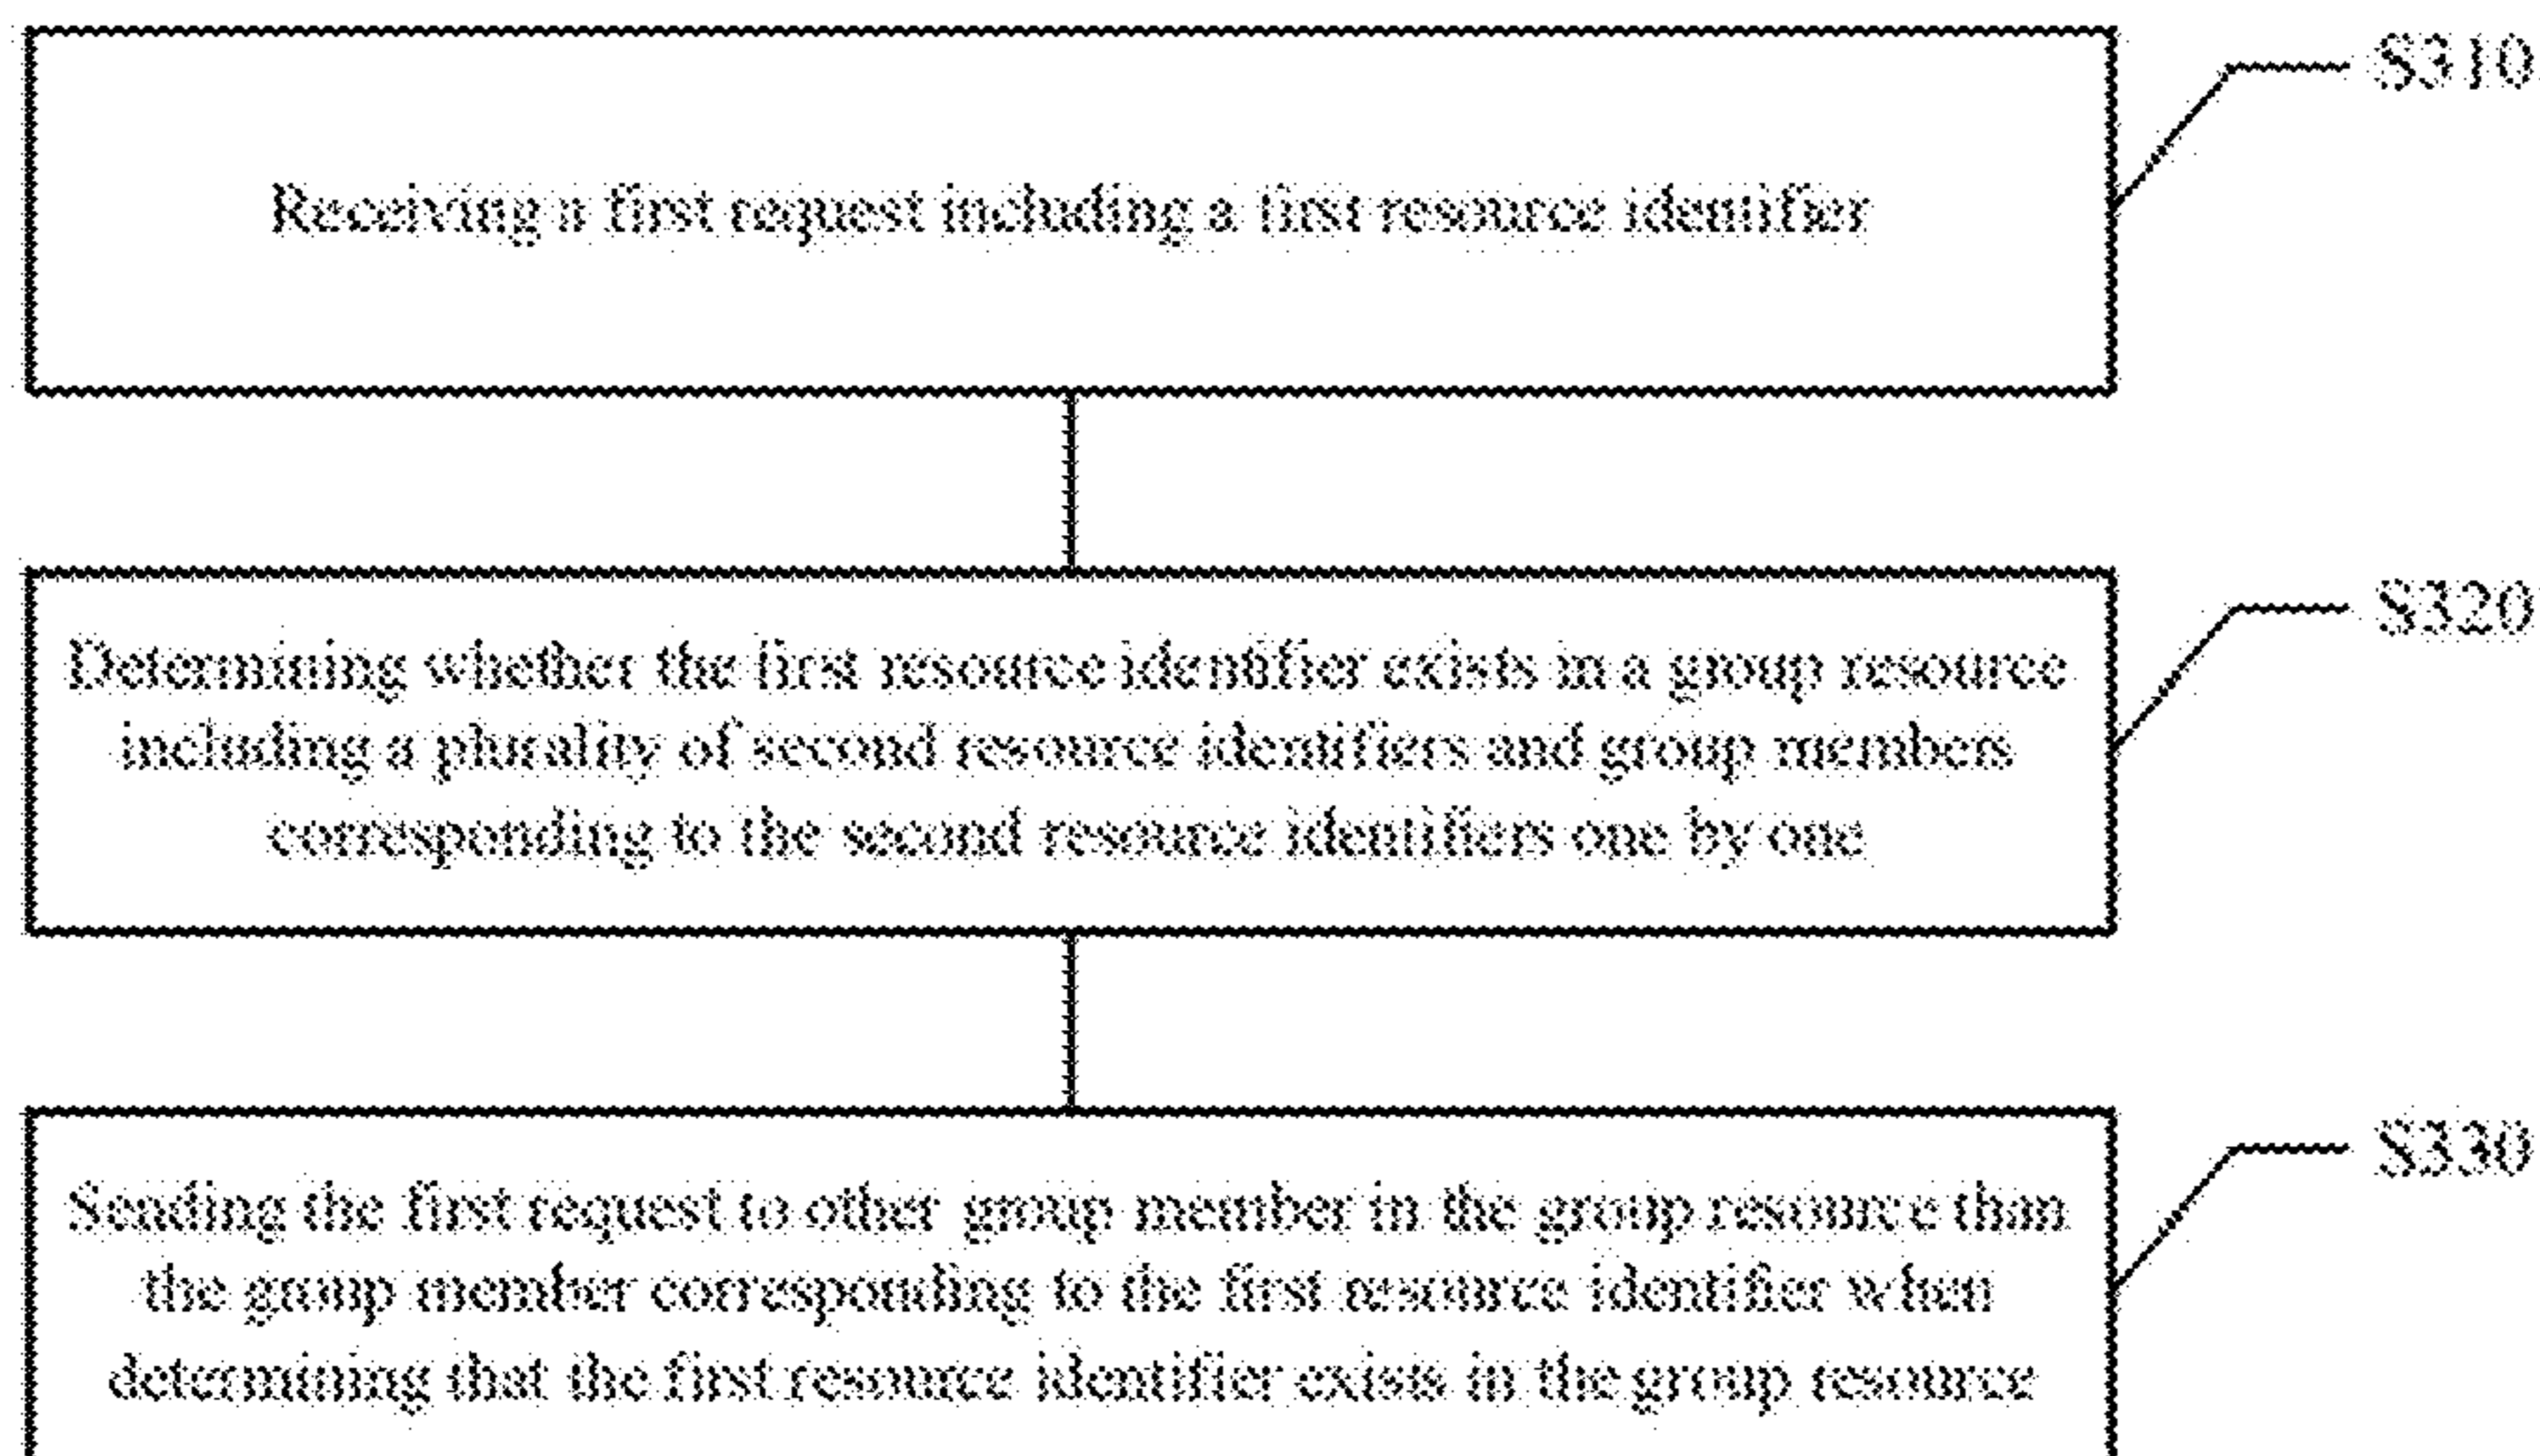 S310
Receiving a first request including a first resource identifier
S320
Determining whether the first resource identifier exists in a group resource
including a plurality of second resource identifiers and group members
corresponding to the second resource identifiers one by one
S330
Sending the first request to other group member in the group resource than
the group member corresponding to the first resource identifier when
determining that the first resource identifier exists in the group resource